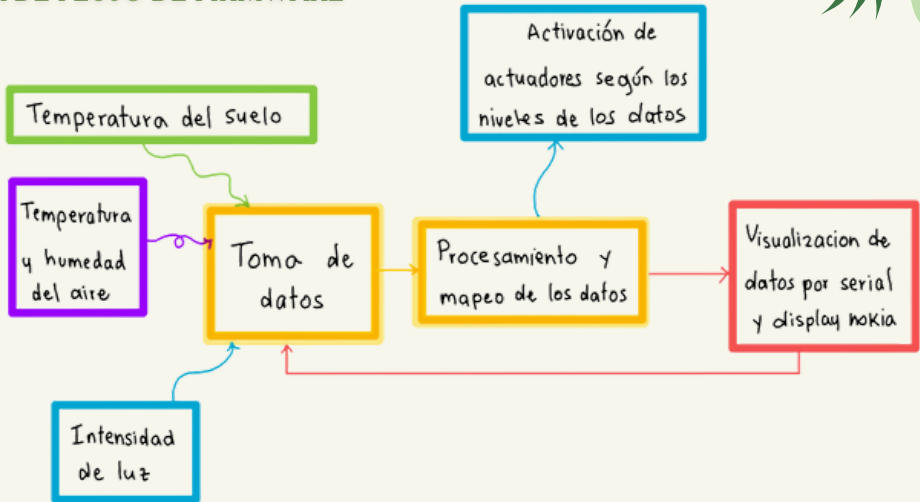 Activación de
actuadores según los
niveles de los datos
Temperatura del suelo
Temperatura
y humedad
del aire
Toma de
datos
Procesamiento y
mapeo de los datos
Visualizacion de
datos por serial
y display nokia
Intensidad
de luz